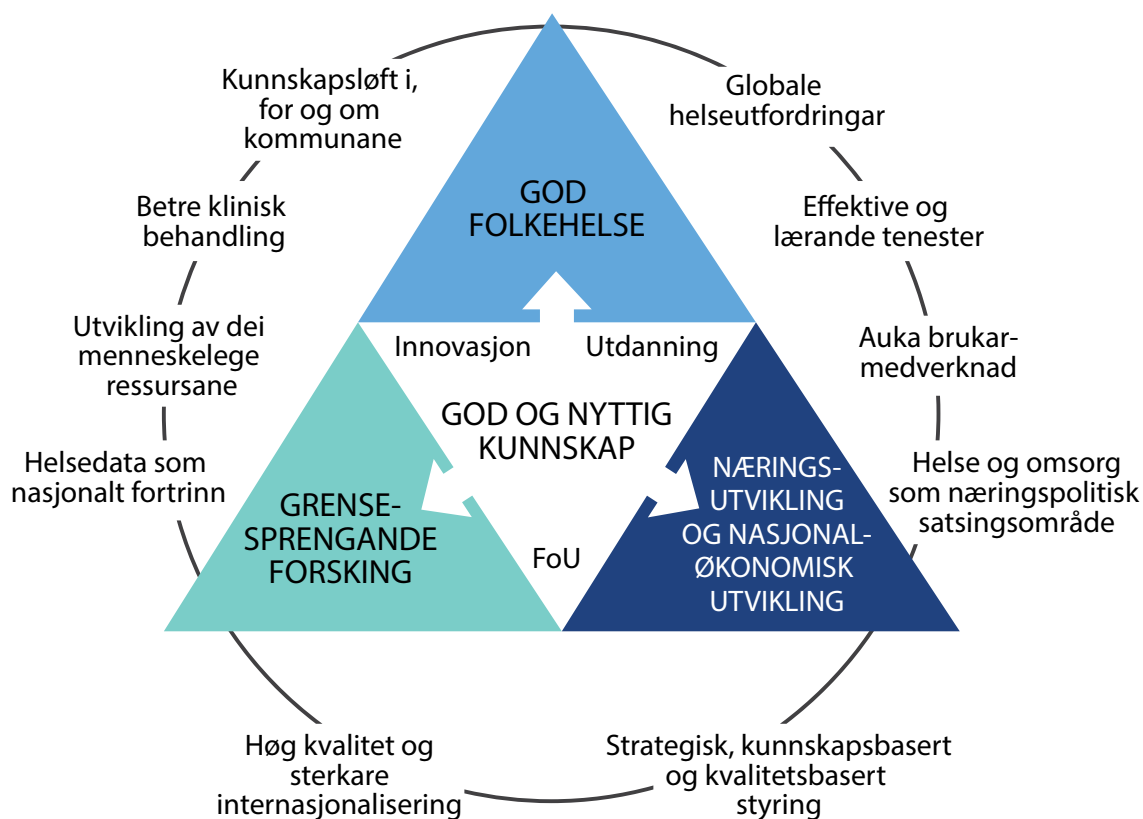 Kunnskapsløft i,
for og om
kommunane
Globale
helseutfordringar
GOD
FOLKEHELSE
Betre klinisk
behandling
Effektive og
lærande tenester
Utvikling av dei
menneskelege
ressursane
Innovasjon
Utdanning
Auka brukar-
medverknad
GOD OG NYTTIG
KUNNSKAP
Helsedata som
nasjonalt fortrinn
GRENSE-
SPRENGANDE
FORSKING
FoU
NÆRINGS-
UTVIKLING
OG NASJONAL-
ØKONOMISK
UTVIKLING
Helse og omsorg
som næringspolitisk
satsingsområde
Høg kvalitet og
sterkare
internasjonalisering
Strategisk, kunnskapsbasert
og kvalitetsbasert
styring